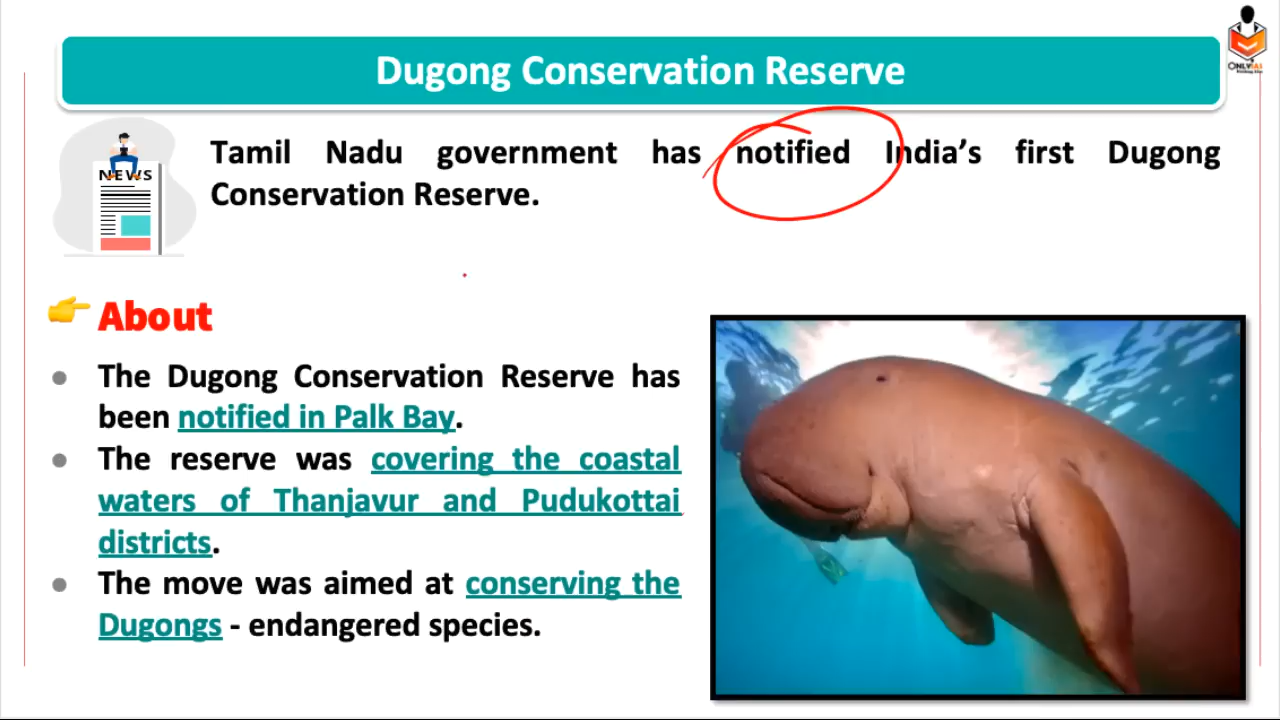 Dugong Conservation Reserve
ONLYIAS
NEWS
Tamil Nadu government has notified India's first Dugong
Conservation Reserve.
About
The Dugong Conservation Reserve has
been notified in Palk Bay.
The reserve was covering the coastal
waters of Thanjavur and Pudukottai
districts.
The move was aimed at conserving the
Dugongs - endangered species.